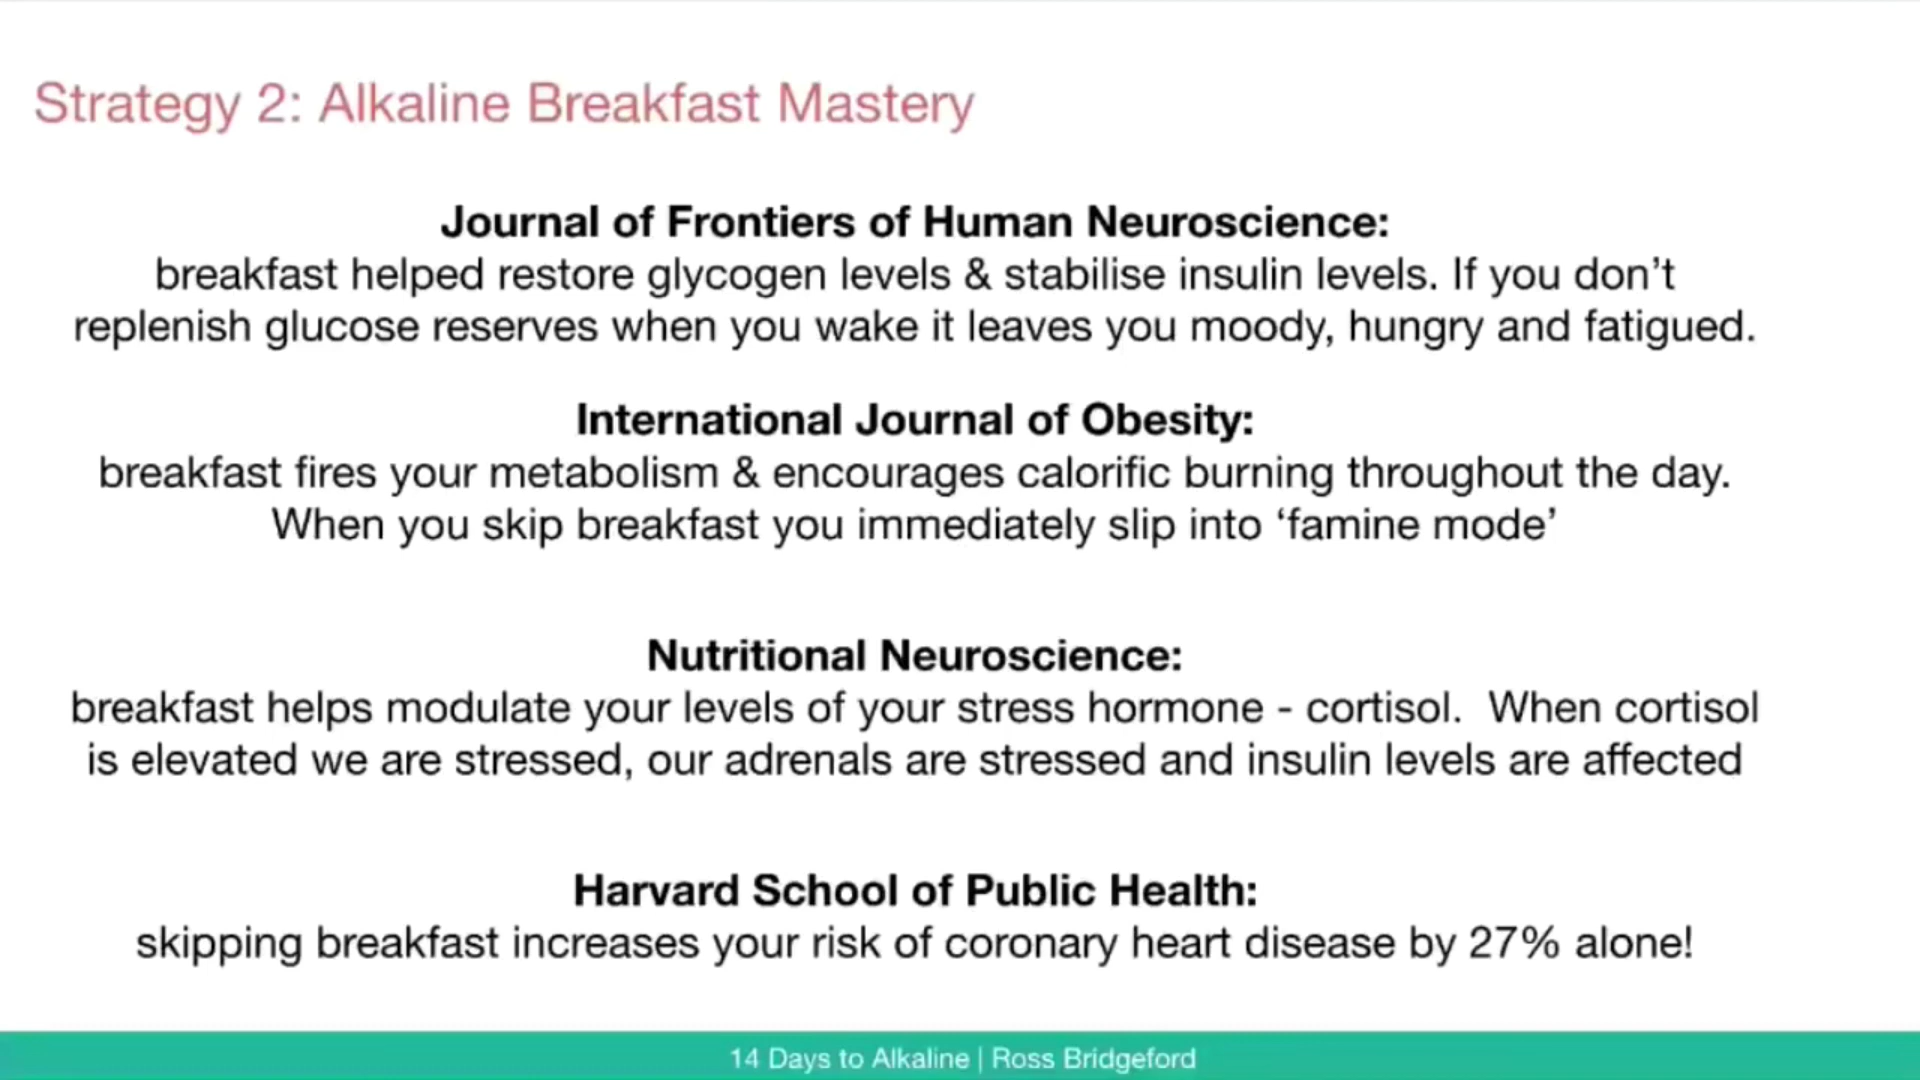 Strategy 2: Alkaline Breakfast Mastery
Journal of Frontiers of Human Neuroscience:
breakfast helped restore glycogen levels & stabilise insulin levels. If you don’t
replenish glucose reserves when you wake it leaves you moody, hungry and fatigued.
International Journal of Obesity:
breakfast fires your metabolism & encourages calorific burning throughout the day.
When you skip breakfast you immediately slip into ‘famine mode’
Nutritional Neuroscience:
breakfast helps modulate your levels of your stress hormone - cortisol.  When cortisol
is elevated we are stressed, our adrenals are stressed and insulin levels are affected
Harvard School of Public Health:
skipping breakfast increases your risk of coronary heart disease by 27% alone!
14 Days to Alkaline | Ross Bridgeford